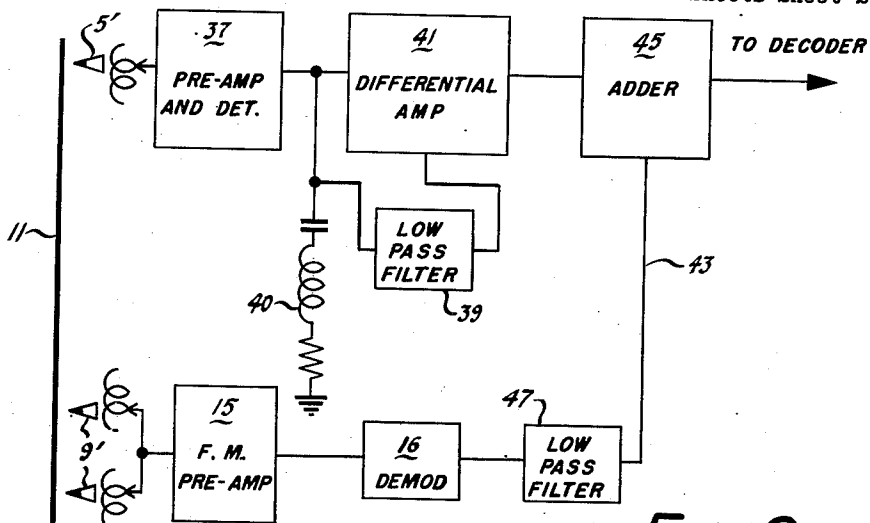 5'
37
PRE-AMP
AND DET.
41
DIFFERENTIAL
AMP
45
ADDER
TO DECODER
11
LOW
PASS
FILTER
40
39
43
9'
15
F. M.
PRE-AMP
16
DEMOD
47
LOW
PASS
FILTER